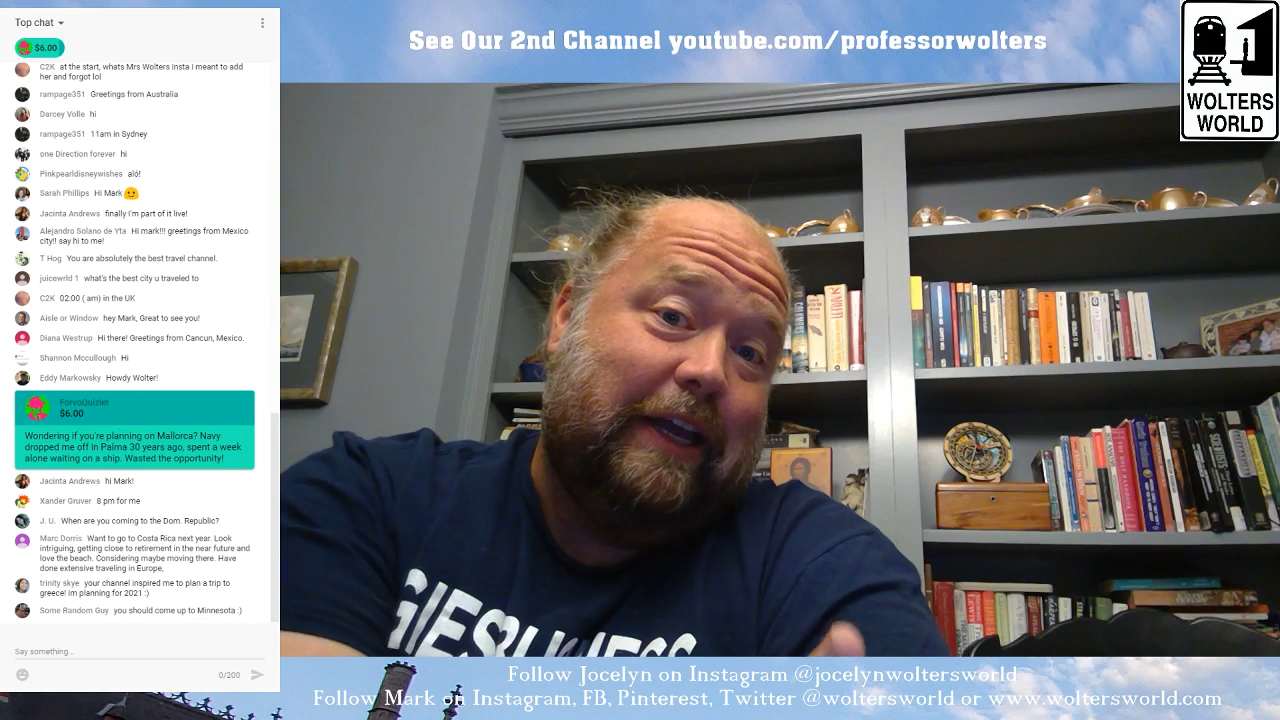 Top chat
$6.00
C2K at the start, whats Mrs Wolters Insta i meant to add
her and forgot lol
rampage351 Greetings from Australia
Darcey Volle hi
rampage351 11am in Sydney
one Direction forever hi
Pinkpearldisneywishes aló!
Sarah Phillips Hi Mark
Jacinta Andrews finally I'm part of it live!
Alejandro Solano de Yta Hi mark!!! greetings from Mexico
city!! say hi to me!
T Hog You are absolutely the best travel channel.
juicewrld 1 what's the best city u traveled to
C2K 02:00 ( am) in the UK
Aisle or Window hey Mark, Great to see you!
Diana Westrup Hi there! Greetings from Cancun, Mexico.
Shannon Mccullough Hi
Eddy Markowsky Howdy Wolter!
ForvoQuizlet
$6.00
Wondering if you're planning on Mallorca? Navy
dropped me off in Palma 30 years ago, spent a week
alone waiting on a ship. Wasted the opportunity!
Jacinta Andrews hi Mark!
Xander Gruver 8 pm for me
J. U. When are you coming to the Dom. Republic?
Marc Dorris Want to go to Costa Rica next year. Look
intriguing, getting close to retirement in the near future and
love the beach. Considering maybe moving there. Have
done extensive traveling in Europe,
trinity skye your channel inspired me to plan a trip to
greece! im planning for 2021 :)
Some Random Guy you should come up to Minnesota :)
Say something...
0/200
See Our 2nd Channel youtube.com/professorwolters
WOLTERS
WORLD
GIES
Follow Jocelyn on Instagram @jocelynwoltersworld
Follow Mark on Instagram, FB, Pinterest, Twitter @woltersworld or www.woltersworld.com